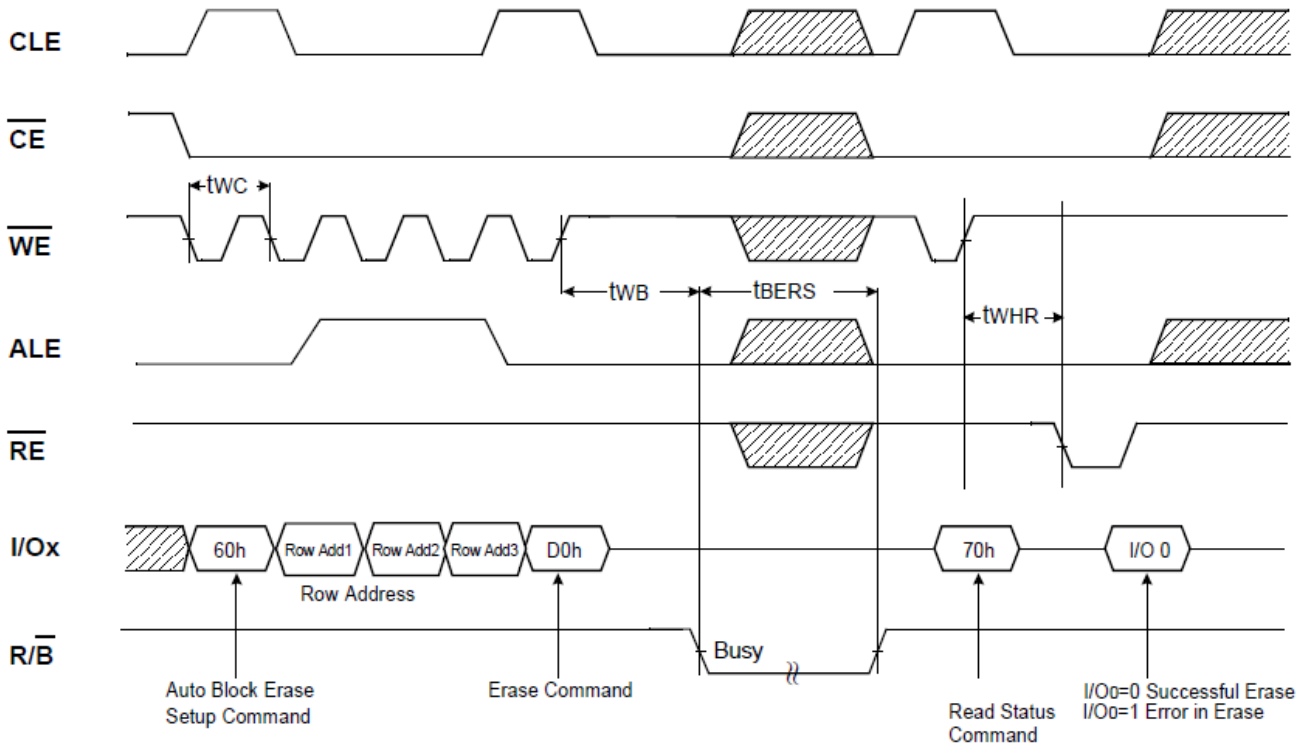 CLE
CE
tWC
WE
tWB
tBERS
tWHR
ALE
RE
I/Ox
60h
Row Add1
Row Add2
Row Add3
D0h
70h
I/O 0
Row Address
R/B
Busy
Auto Block Erase
Setup Command
Erase Command
Read Status
Command
I/O0=0 Successful Erase
I/O0=1 Error in Erase